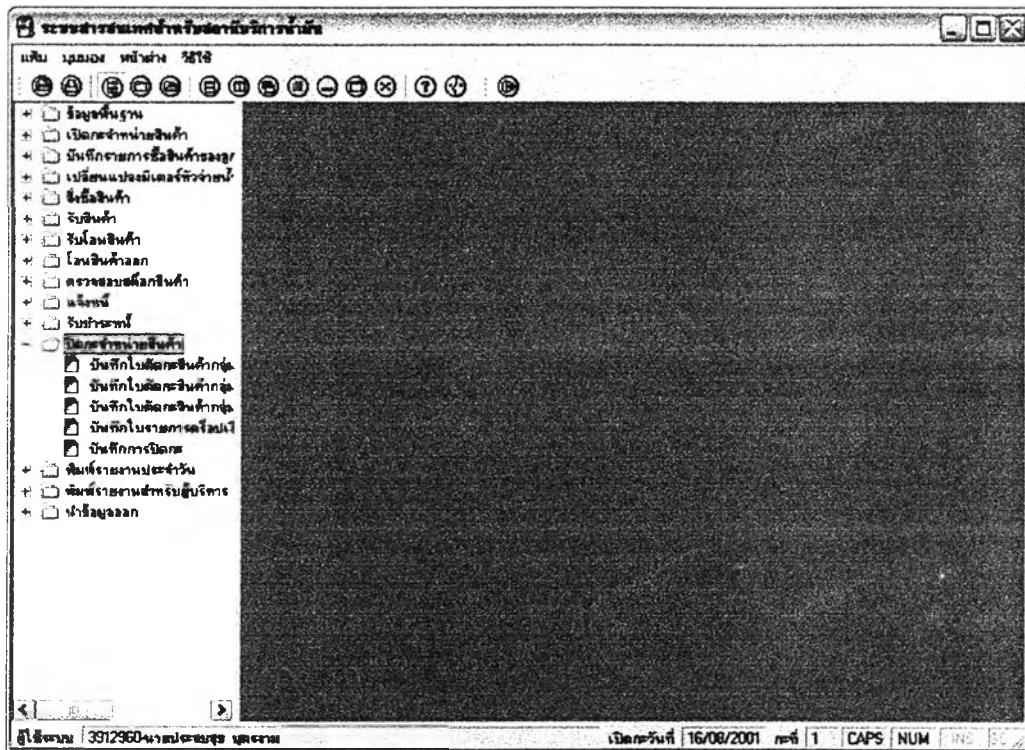 ระบบสารสนเทศสำหรับสถานีบริการน้ำมัน
แฟ้ม มุมมอง หน้าต่าง วิธีใช้
ข้อมูลพื้นฐาน
เปิดกะจำหน่ายสินค้า
บันทึกรายการซื้อสินค้าของลูก
เปลี่ยนแปลงมิเตอร์หัวจ่ายน้ำ
สั่งซื้อสินค้า
รับสินค้า
รับโอนสินค้า
โอนสินค้าออก
ตรวจสอบสต็อกสินค้า
แจ้งหนี้
รับชำระหนี้
ปิดกะจำหน่ายสินค้า
บันทึกใบตัดกะสินค้ากลุ่ม
บันทึกใบตัดกะสินค้ากลุ่ม
บันทึกใบตัดกะสินค้ากลุ่ม
บันทึกใบรายการดร็อปเงิ
บันทึกการปิดกะ
พิมพ์รายงานประจำวัน
พิมพ์รายงานสำหรับผู้บริหาร
นำข้อมูลออก
ผู้ใช้ระบบ 3912960-นายประชบสุข บุตรงาม เปิดกะวันที่ 16/08/2001 กะที่ 1 CAPS NUM INS SC